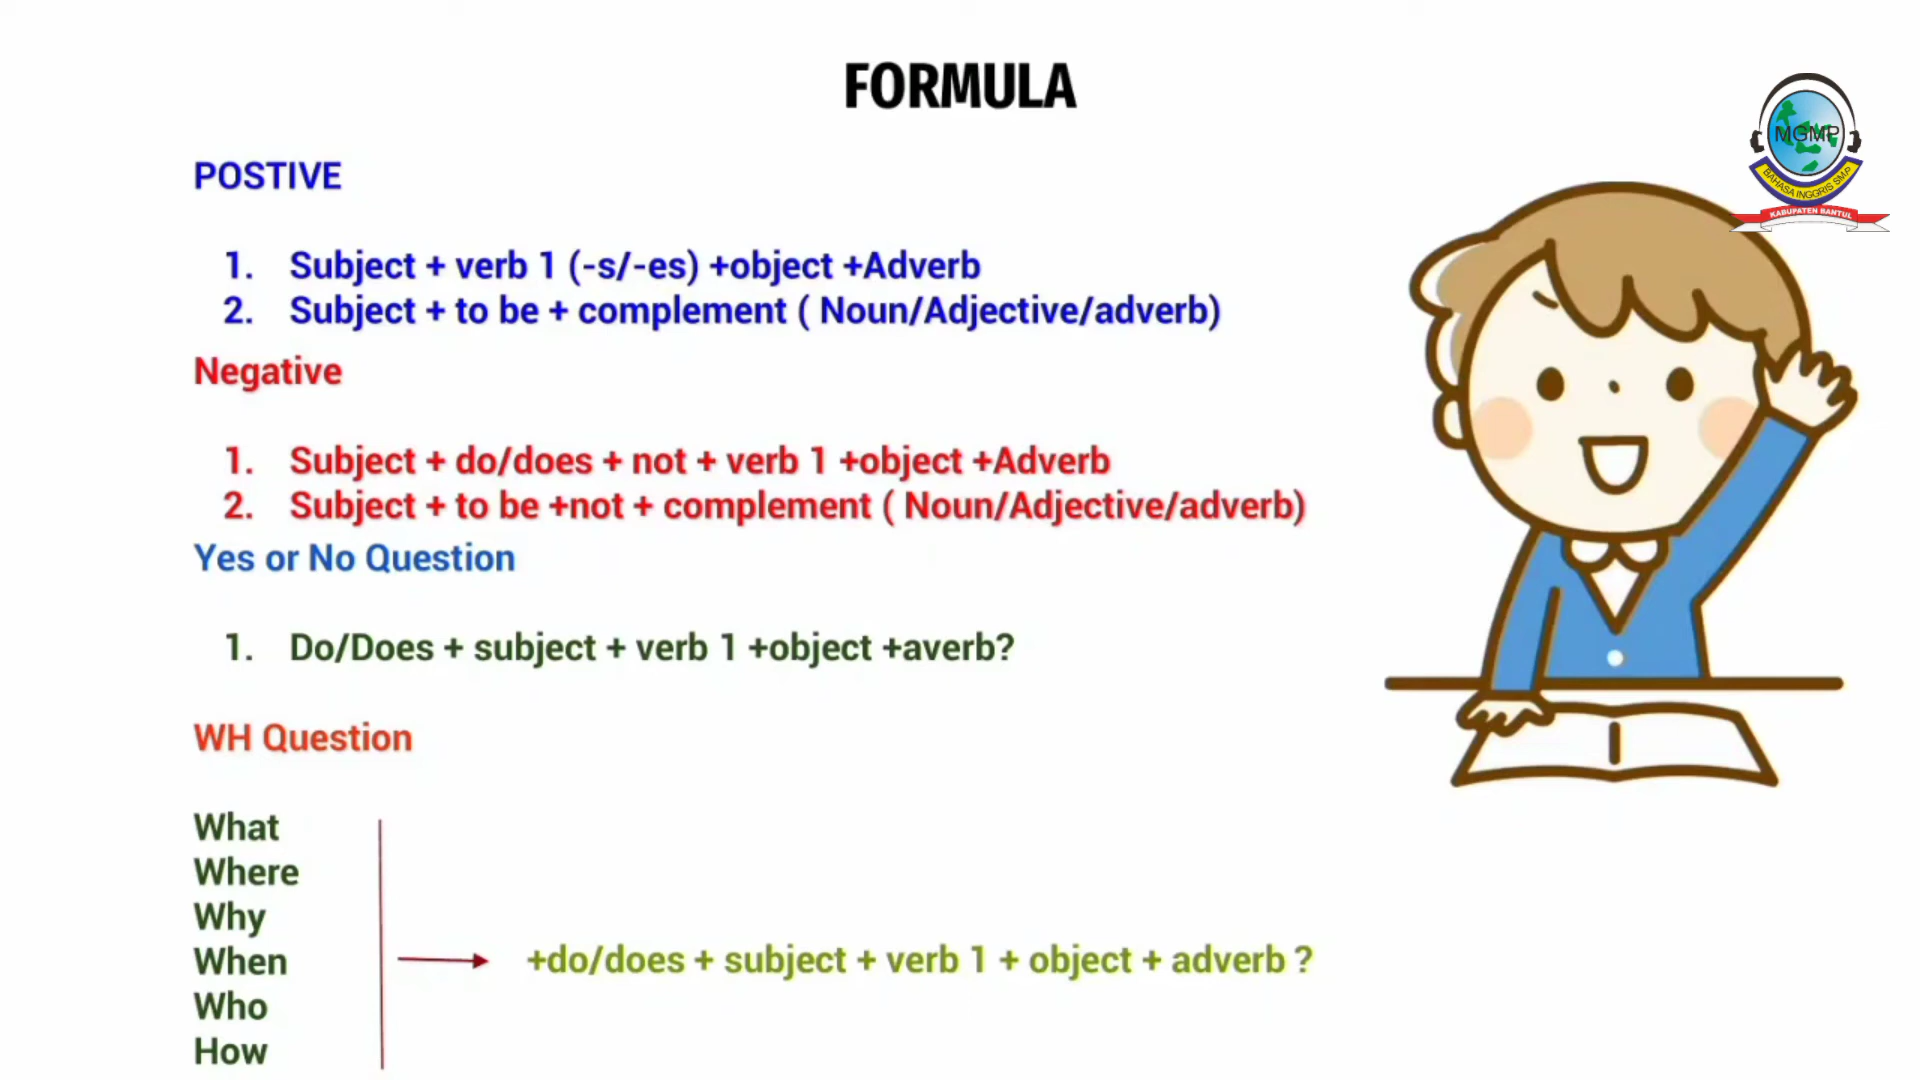 FORMULA
MGMP
BAHASA INGGRIS SMP
KABUPATEN BANTUL
POSTIVE
1. Subject + verb 1 (-s/-es) +object +Adverb
2. Subject + to be + complement ( Noun/Adjective/adverb)
Negative
1. Subject + do/does + not + verb 1 +object +Adverb
2. Subject + to be +not + complement ( Noun/Adjective/adverb)
Yes or No Question
1. Do/Does + subject + verb 1 +object +averb?
WH Question
What
Where
Why
When
Who
How
+do/does + subject + verb 1 + object + adverb ?